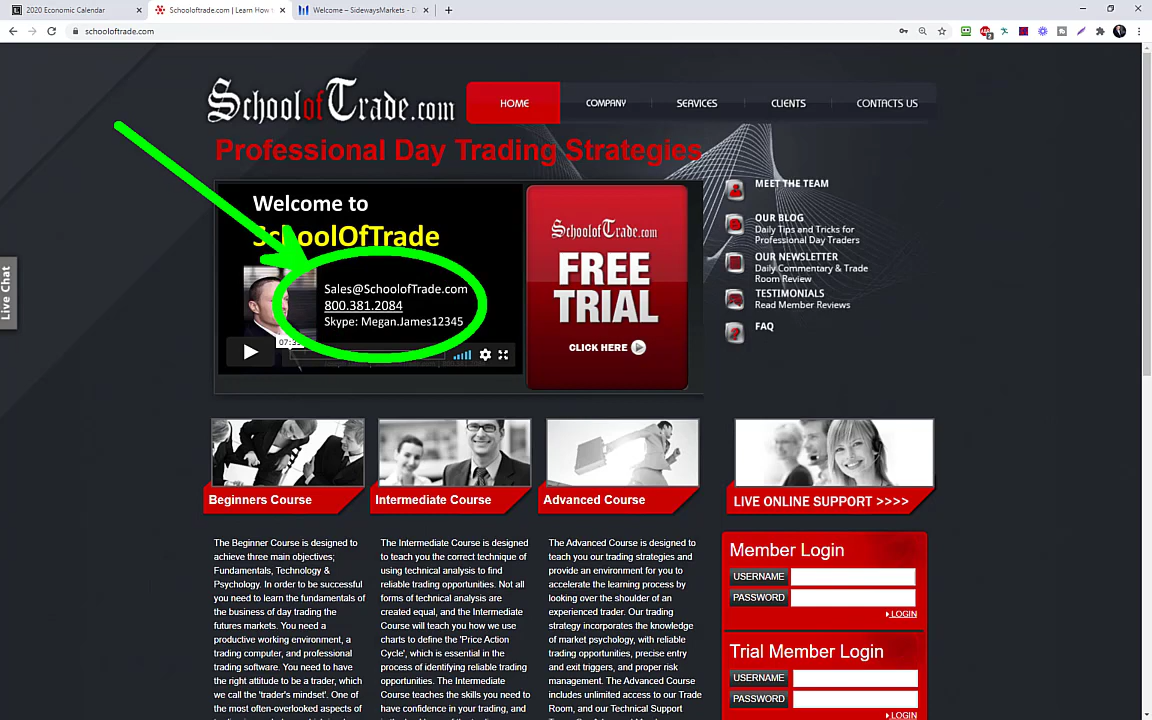 2020 Economic Calendar
Schooloftrade.com | Learn How
Welcome – SidewaysMarkets - D
schooloftrade.com
SchoolofTrade.com
HOME
COMPANY
SERVICES
CLIENTS
CONTACTS US
Professional Day Trading Strategies
Welcome to
SchoolOfTrade
Sales@SchoolofTrade.com
800.381.2084
Skype: Megan.James12345
SchoolofTrade.com
FREE
TRIAL
CLICK HERE
MEET THE TEAM
OUR BLOG
Daily Tips and Tricks for
Professional Day Traders
OUR NEWSLETTER
Daily Commentary & Trade
Room Review
TESTIMONIALS
Read Member Reviews
FAQ
Live Chat
Beginners Course
The Beginner Course is designed to
achieve three main objectives;
Fundamentals, Technology &
Psychology. In order to be successful
you need to learn the fundamentals of
the business of day trading the
futures markets. You need a
productive working environment, a
trading computer, and professional
trading software. You need to have
the right attitude to be a trader, which
we call the 'trader's mindset'. One of
the most often-overlooked aspects of
Intermediate Course
The Intermediate Course is designed
to teach you the correct technique of
using technical analysis to find
reliable trading opportunities. Not all
forms of technical analysis are
created equal, and the Intermediate
Course will teach you how we use
charts to define the 'Price Action
Cycle', which is essential in the
process of identifying reliable trading
opportunities. The Intermediate
Course teaches the skills you need to
have confidence in your trading, and
Advanced Course
The Advanced Course is designed to
teach you our trading strategies and
provide an environment for you to
accelerate the learning process by
looking over the shoulder of an
experienced trader. Our trading
strategy incorporates the knowledge
of market psychology, with reliable
trading opportunities, precise entry
and exit triggers, and proper risk
management. The Advanced Course
includes unlimited access to our Trade
Room, and our Technical Support
LIVE ONLINE SUPPORT >>>>
Member Login
USERNAME
PASSWORD
LOGIN
Trial Member Login
USERNAME
PASSWORD
LOGIN